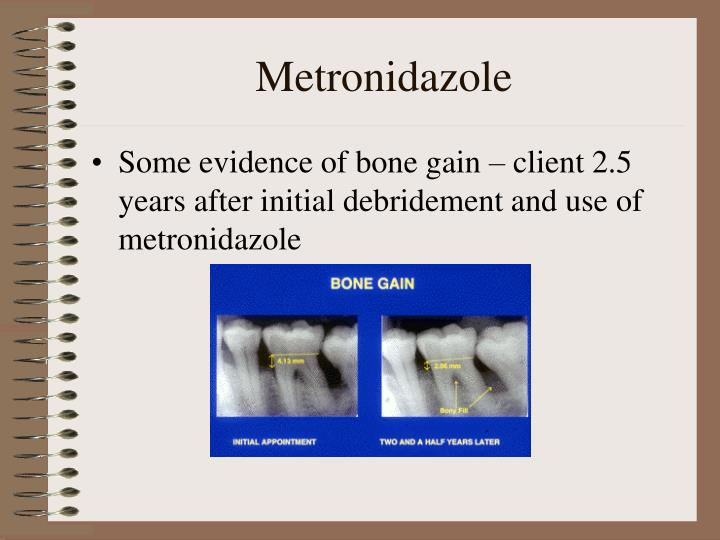 Metronidazole
• Some evidence of bone gain – client 2.5
years after initial debridement and use of
metronidazole
BONE GAIN
4.13 mm
2.06 mm
Bony Fill
INITIAL APPOINTMENT
TWO AND A HALF YEARS LATER